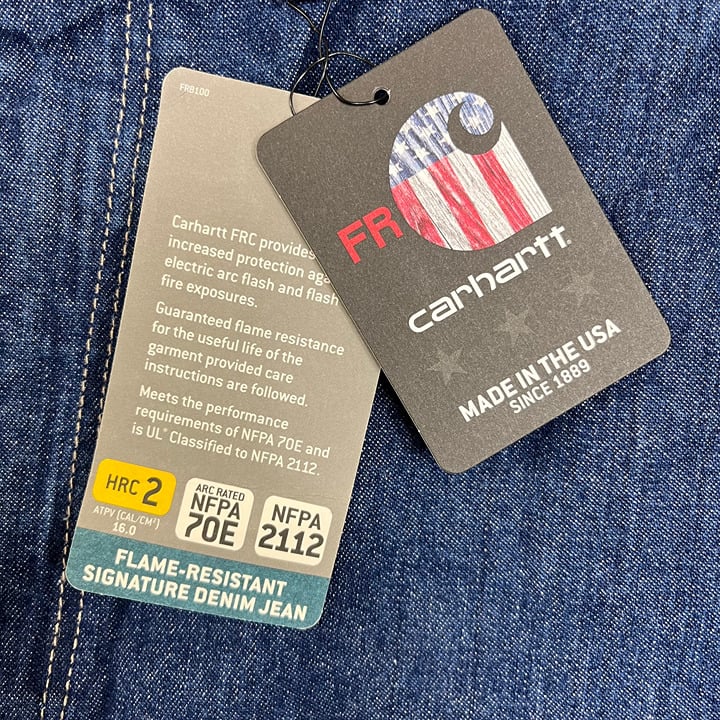 FRB100
Carhartt FRC provides
increased protection aga
electric arc flash and flash
fire exposures.
Guaranteed flame resistance
for the useful life of the
garment provided care
instructions are followed.
Meets the performance
requirements of NFPA 70E and
is UL® Classified to NFPA 2112.
HRC 2
ATPV (CAL/CM²)
16.0
ARC RATED
NFPA
70E
NFPA
2112
FLAME-RESISTANT
SIGNATURE DENIM JEAN
FR
carhartt
MADE IN THE USA
SINCE 1889